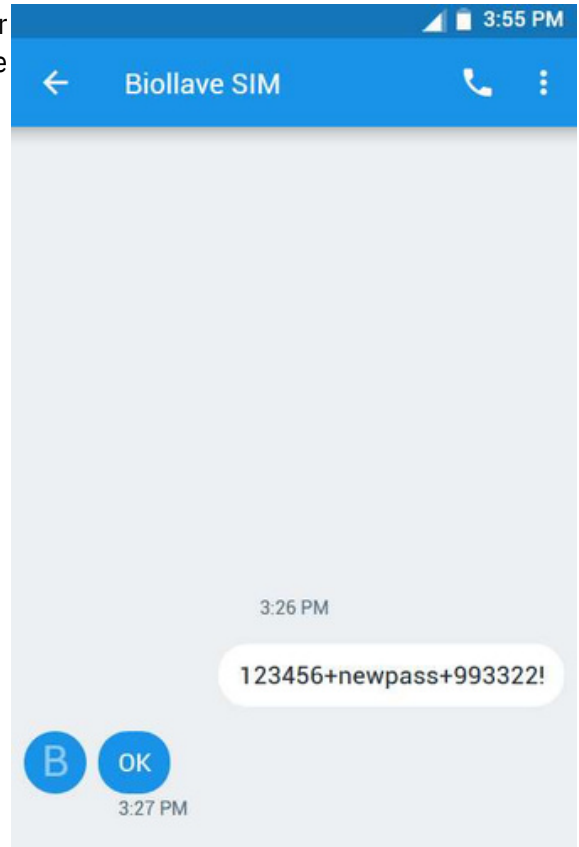 r
3:55 PM
e
Biollave SIM
3:26 PM
123456+newpass+993322!
B
OK
3:27 PM